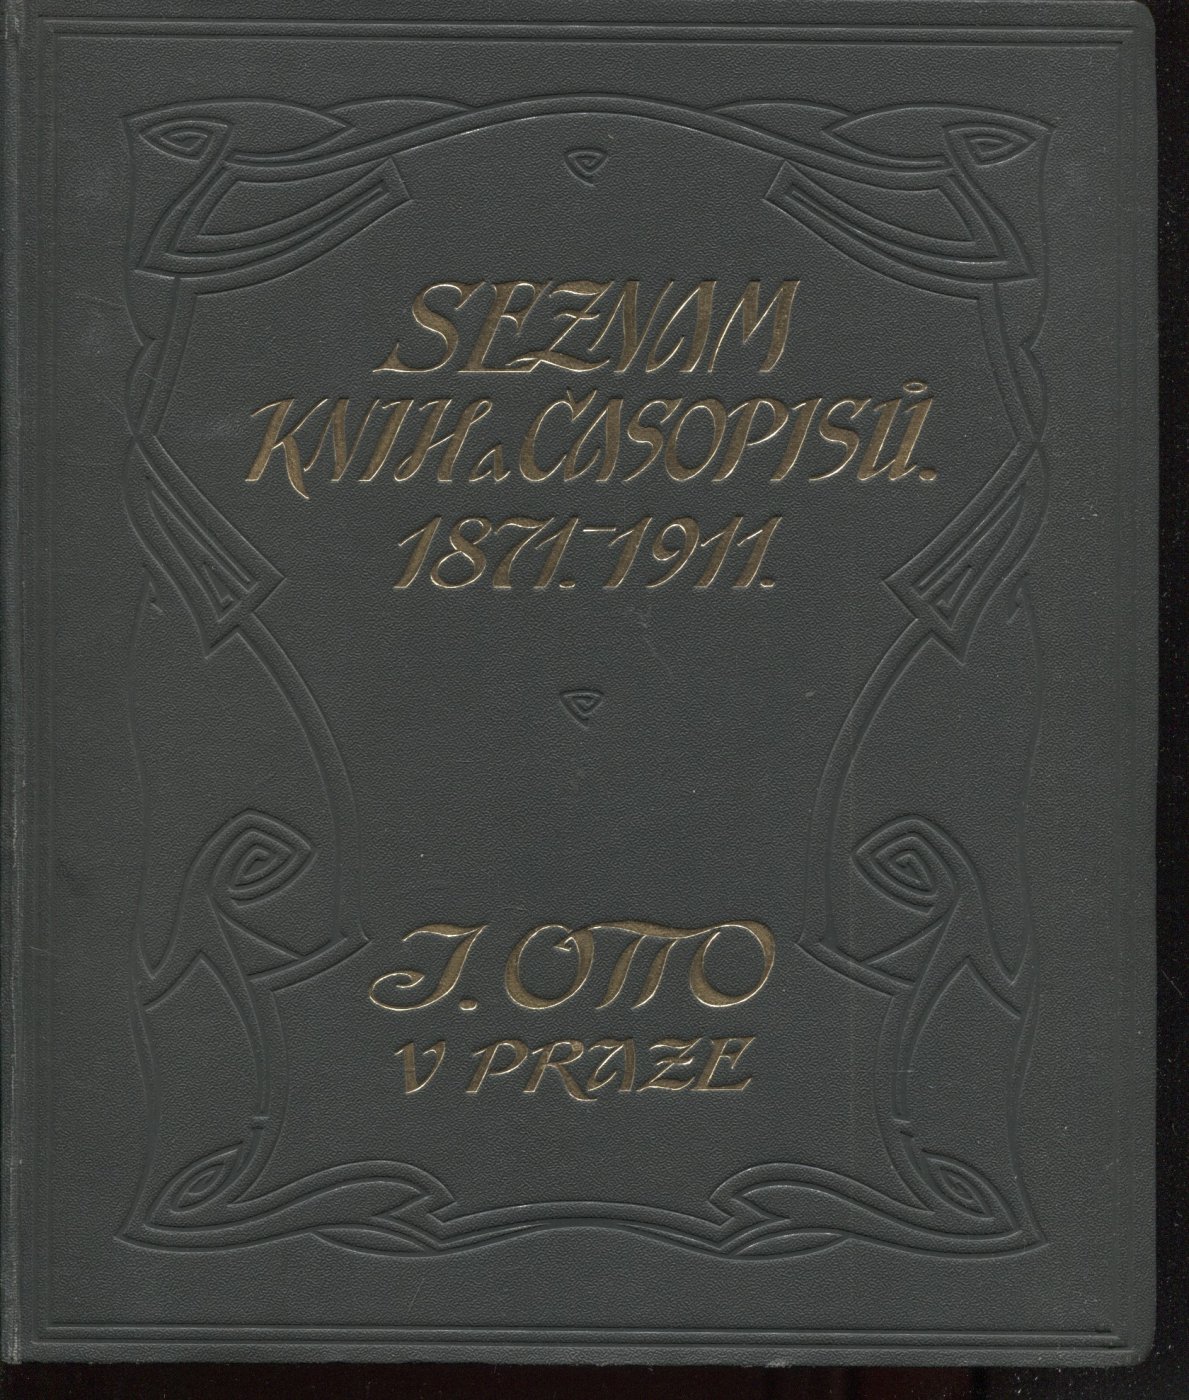 SEZNAM
KNIH a ČASOPISŮ.
1871.-1911.
J. OTTO
V PRAZE